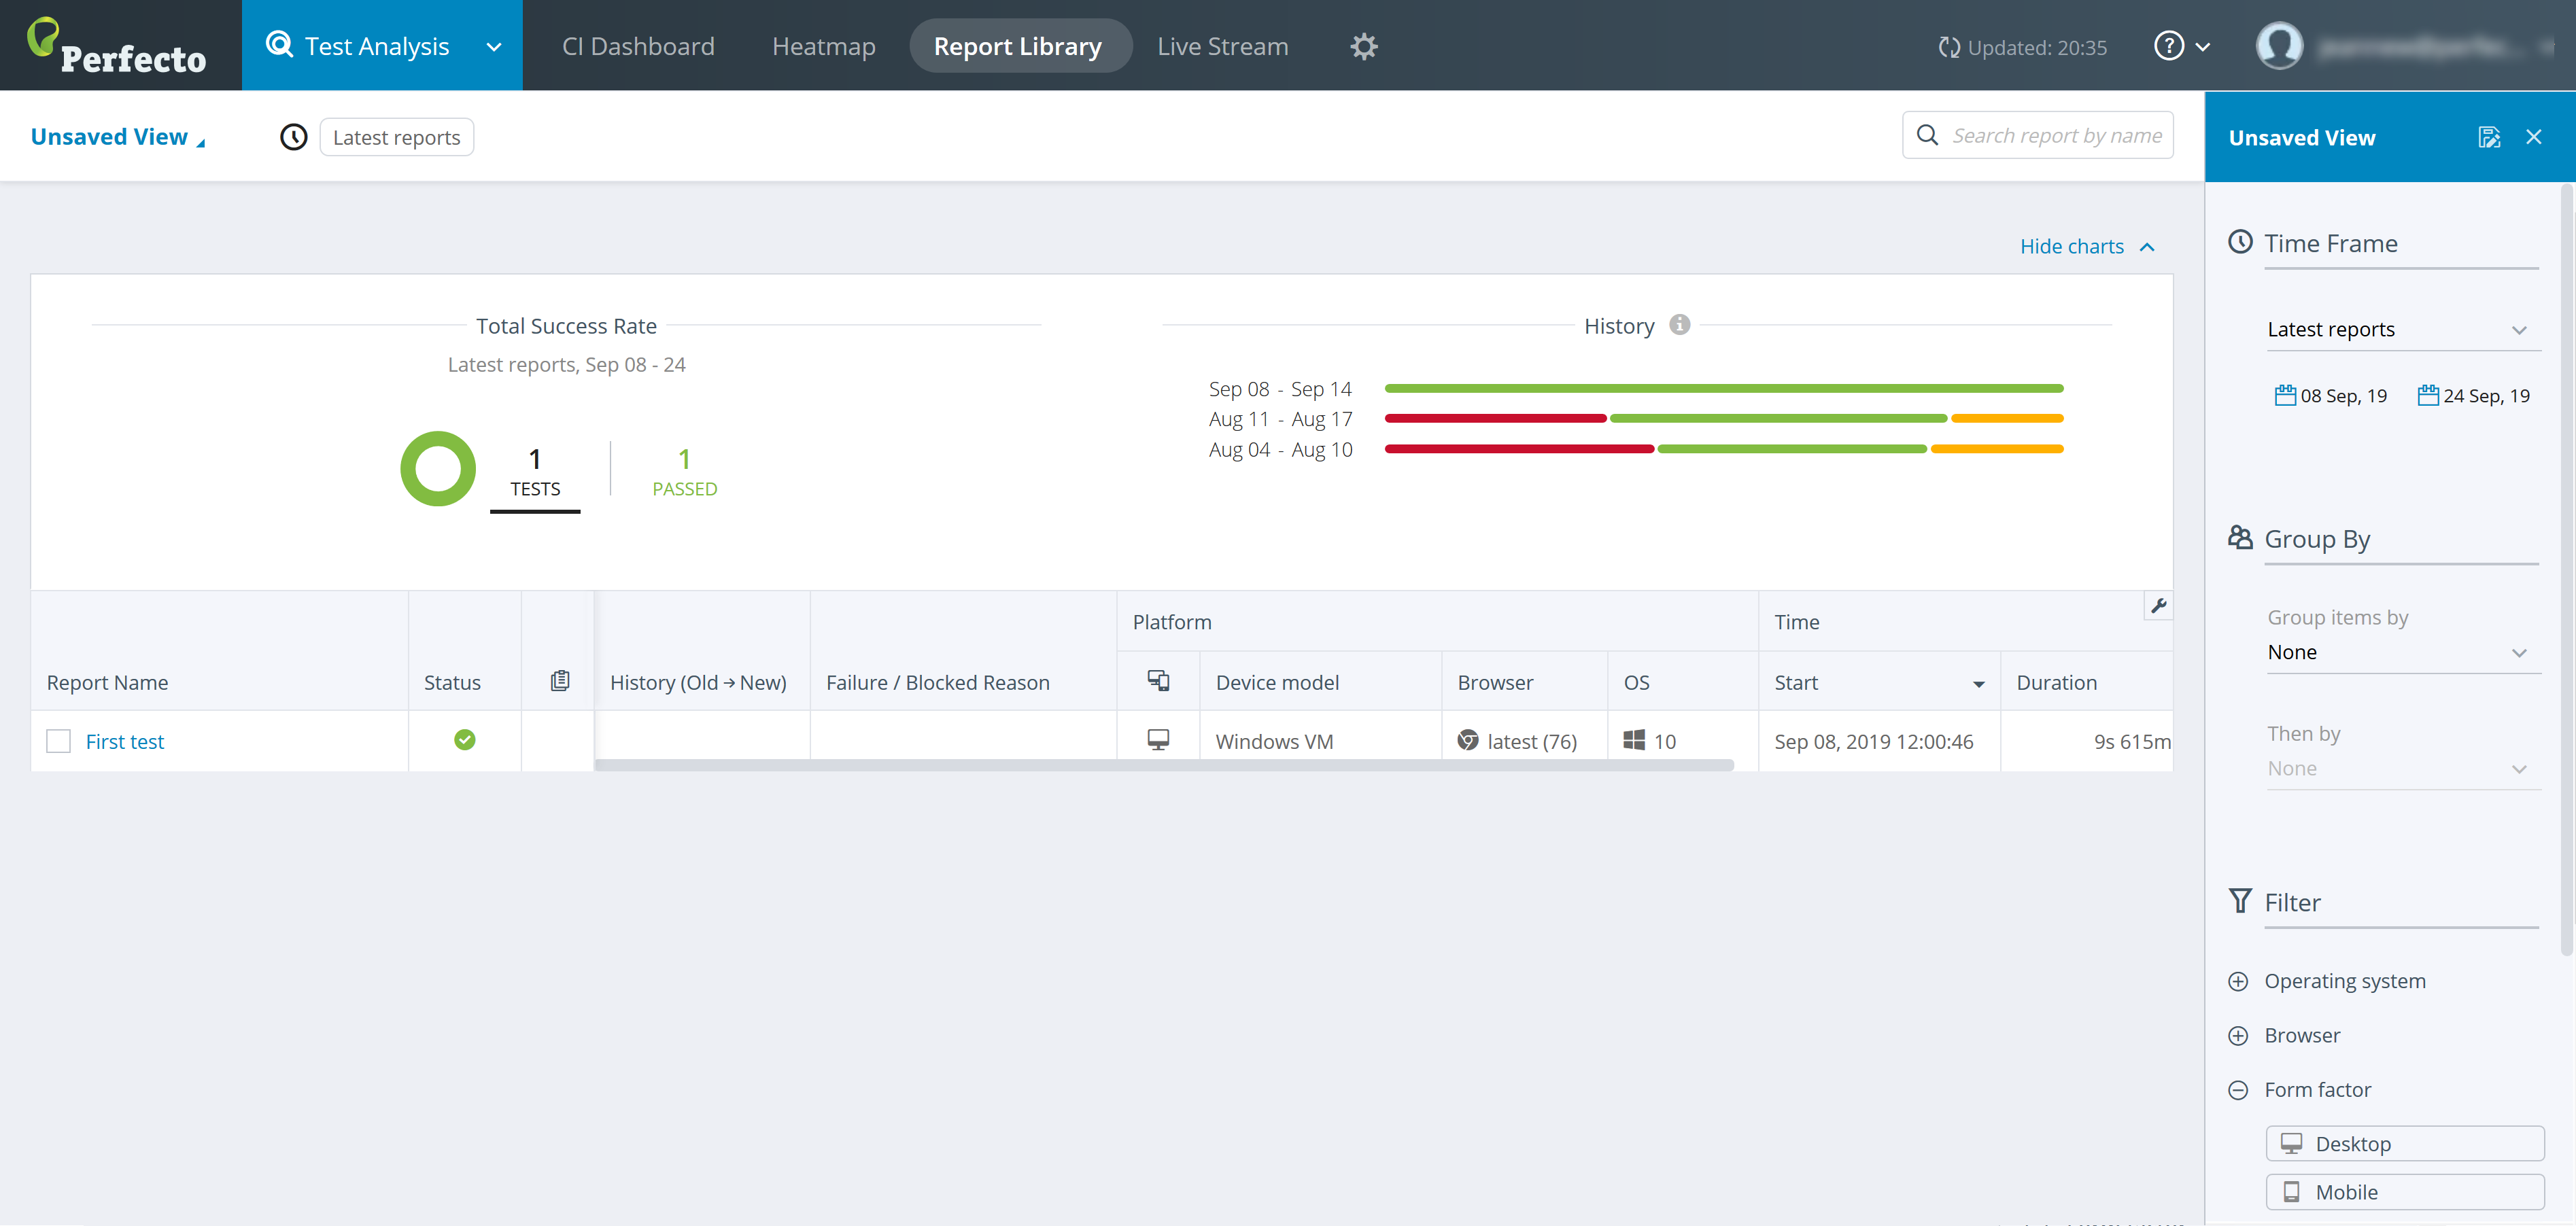 Perfecto Test Analysis CI Dashboard Heatmap Report Library Live Stream Updated: 20:35 ?
Unsaved View Latest reports Search report by name Unsaved View
Hide charts
Time Frame
Total Success Rate History
Latest reports, Sep 08 - 24
Latest reports
Sep 08 - Sep 14
Aug 11 - Aug 17
Aug 04 - Aug 10
08 Sep, 19 24 Sep, 19
1 1
TESTS PASSED
Group By
Group items by
None
Then by
None
Platform Time
Report Name Status History (Old → New) Failure / Blocked Reason Device model Browser OS Start Duration
First test Windows VM latest (76) 10 Sep 08, 2019 12:00:46 9s 615m
Filter
Operating system
Browser
Form factor
Desktop
Mobile